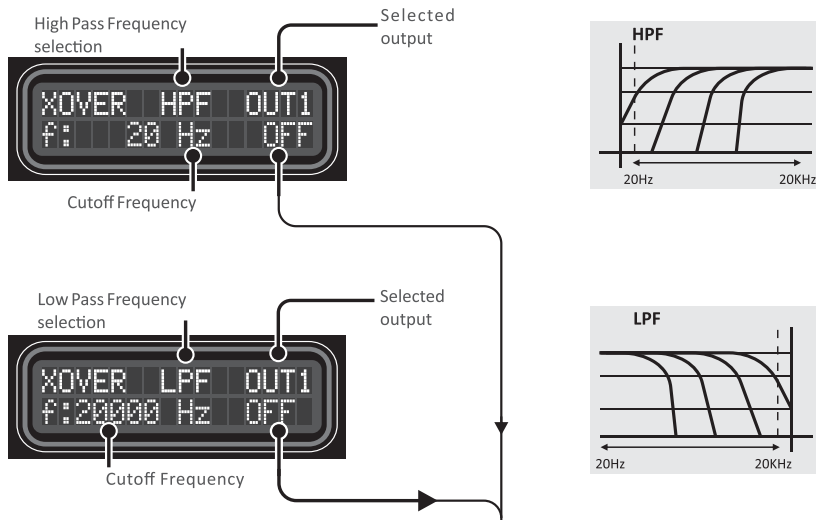 High Pass Frequency
selection
Selected
output
XOVER HPF OUT1
f: 20 Hz OFF
Cutoff Frequency
HPF
20Hz 20KHz
Low Pass Frequency
selection
Selected
output
XOVER LPF OUT1
f:20000 Hz OFF
Cutoff Frequency
LPF
20Hz 20KHz